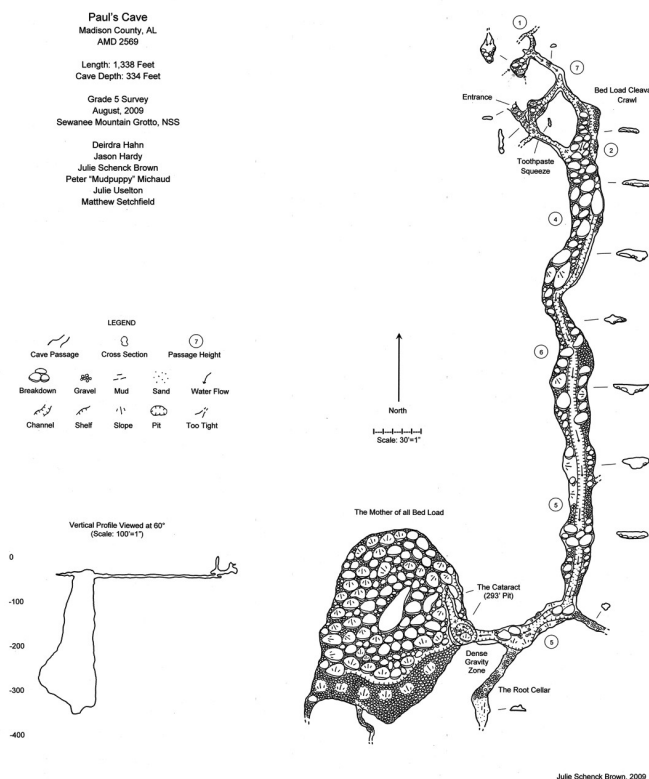 Paul's Cave
Madison County, AL
AMD 2569
Length: 1,338 Feet
Cave Depth: 334 Feet
Grade 5 Survey
August, 2009
Sewanee Mountain Grotto, NSS
Deirdra Hahn
Jason Hardy
Julie Schenck Brown
Peter "Mudpuppy" Michaud
Julie Uselton
Matthew Setchfield
1
7
Entrance
Bed Load Cleava
Crawl
2
Toothpaste
Squeeze
4
6
5
LEGEND
7
Cave Passage
Cross Section
Passage Height
Breakdown
Gravel
Mud
Sand
Water Flow
Channel
Shelf
Slope
Pit
Too Tight
North
Scale: 30'=1"
Vertical Profile Viewed at 60°
(Scale: 100'=1")
0
-100
-200
-300
-400
The Mother of all Bed Load
The Cataract
(293' Pit)
Dense
Gravity
Zone
5
The Root Cellar
Julie Schenck Brown, 2009